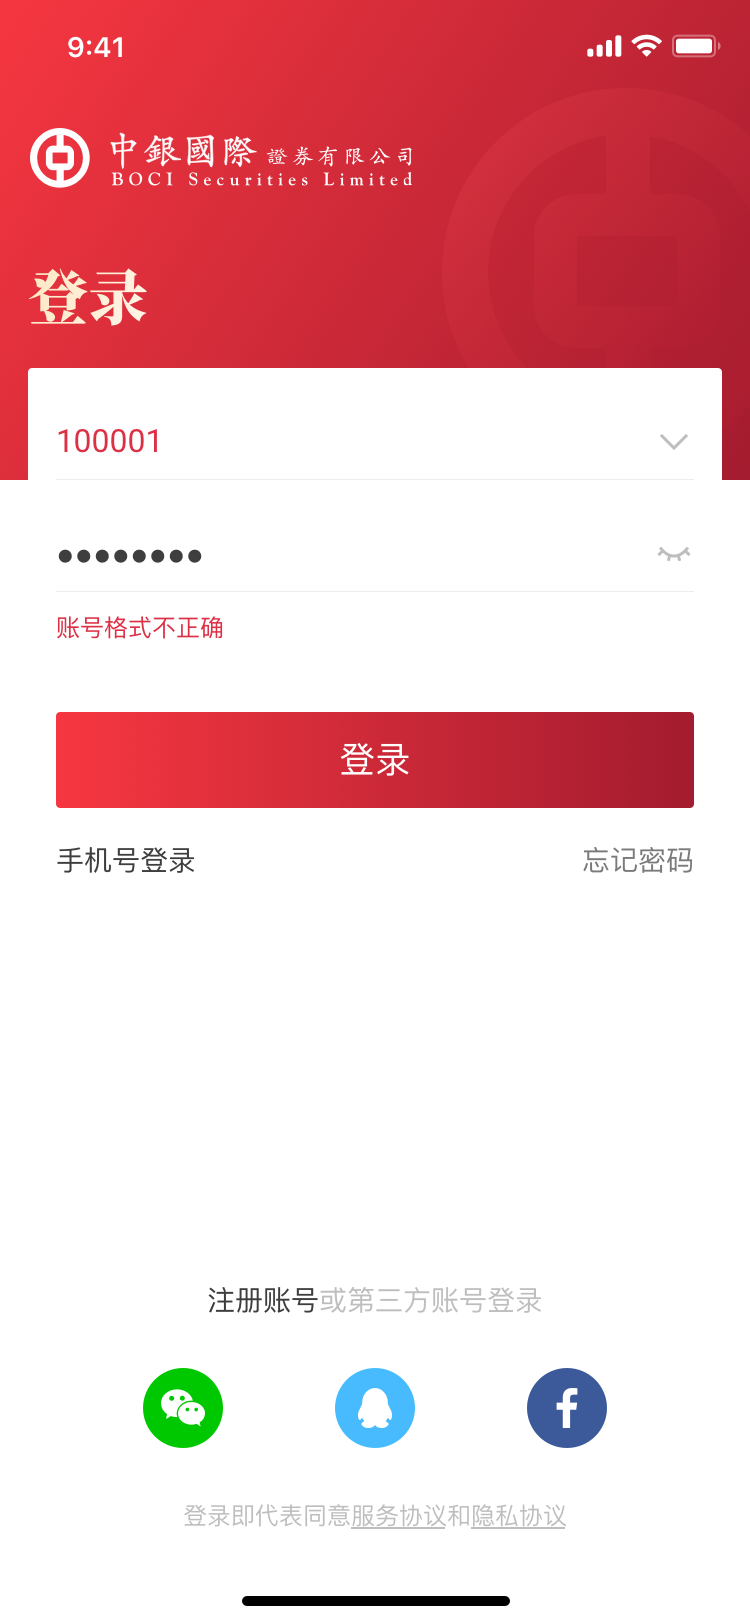 9:41
中銀國際 證券有限公司
BOCI Securities Limited
登录
100001
账号格式不正确
登录
手机号登录 忘记密码
注册账号或第三方账号登录
登录即代表同意服务协议和隐私协议